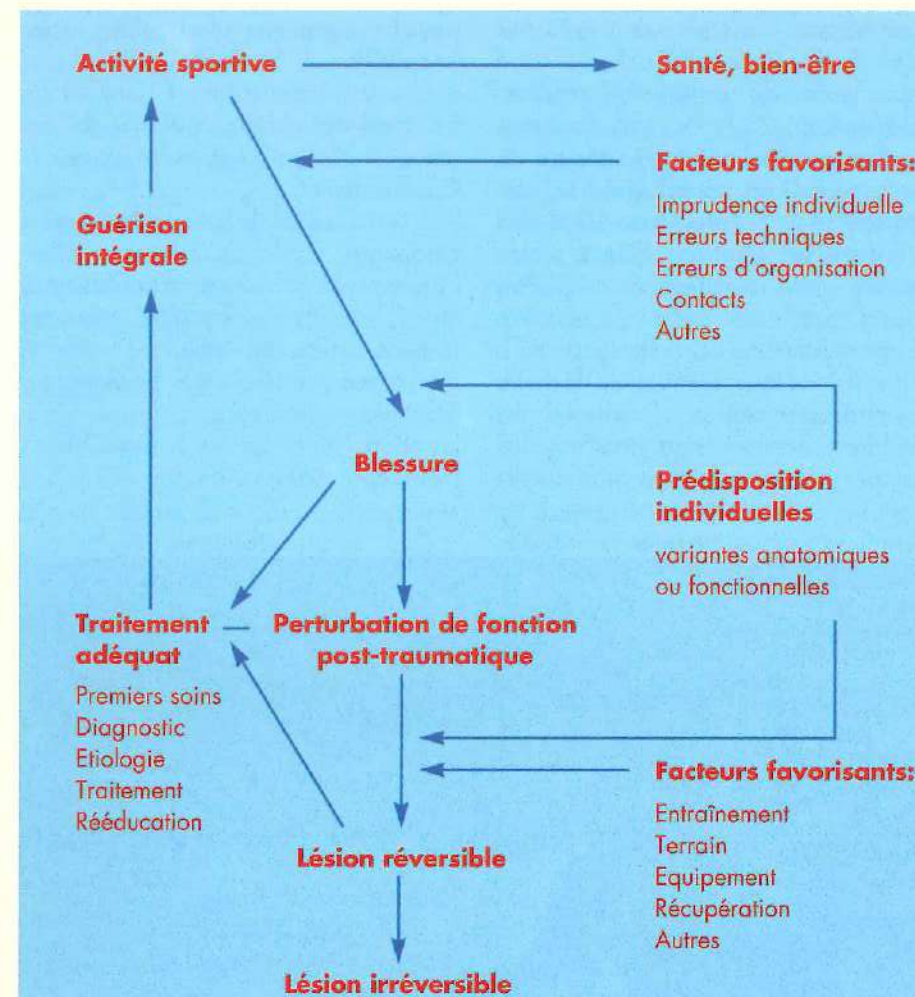 Activité sportive
Santé, bien-être
Facteurs favorisants:
Imprudence individuelle
Erreurs techniques
Erreurs d'organisation
Contacts
Autres
Guérison
intégrale
Blessure
Prédisposition
individuelles
variantes anatomiques
ou fonctionnelles
Traitement
adéquat
Premiers soins
Diagnostic
Etiologie
Traitement
Rééducation
Perturbation de fonction
post-traumatique
Facteurs favorisants:
Entraînement
Terrain
Equipement
Récupération
Autres
Lésion réversible
Lésion irréversible